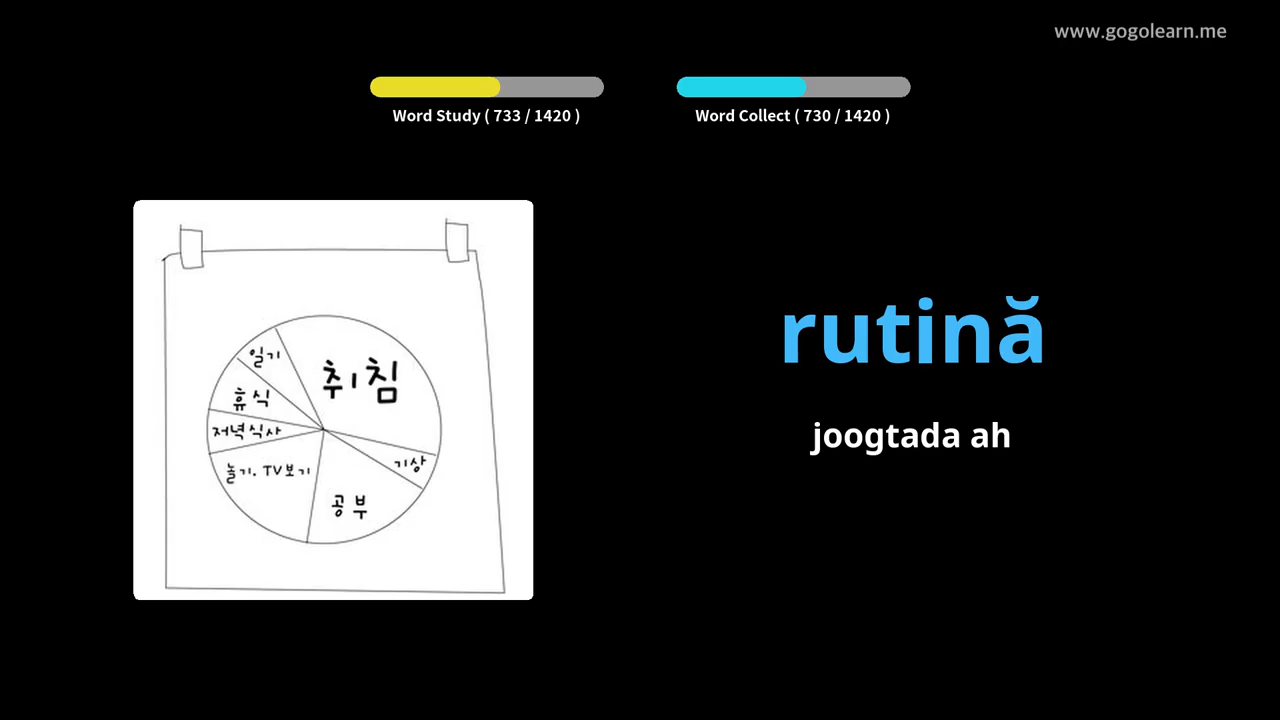 www.gogolearn.me
Word Study ( 733 / 1420 )
Word Collect ( 730 / 1420 )
일기
취침
휴식
저녁식사
놀기. TV보기
기상
공부
rutină
joogtada ah